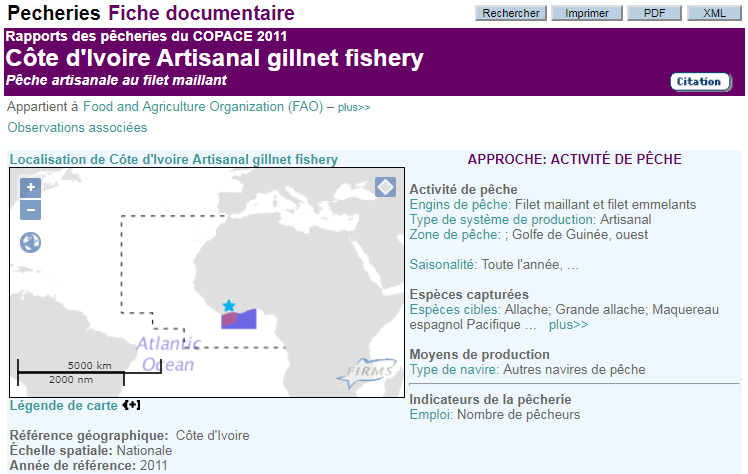 Pecheries Fiche documentaire
Rechercher Imprimer PDF XML
Rapports des pêcheries du COPACE 2011
Côte d'Ivoire Artisanal gillnet fishery
Pêche artisanale au filet maillant
Citation
Appartient à Food and Agriculture Organization (FAO) – plus>>
Observations associées
Localisation de Côte d'Ivoire Artisanal gillnet fishery
+
−
Atlantic
Ocean
5000 km
2000 nm
FIRMS
Légende de carte [+]
Référence géographique: Côte d'Ivoire
Échelle spatiale: Nationale
Année de référence: 2011
APPROCHE: ACTIVITÉ DE PÊCHE
Activité de pêche
Engins de pêche: Filet maillant et filet emmelants
Type de système de production: Artisanal
Zone de pêche: ; Golfe de Guinée, ouest
Saisonalité: Toute l'année, ...
Espèces capturées
Espèces cibles: Allache; Grande allache; Maquereau
espagnol Pacifique ... plus>>
Moyens de production
Type de navire: Autres navires de pêche
Indicateurs de la pêcherie
Emploi: Nombre de pêcheurs